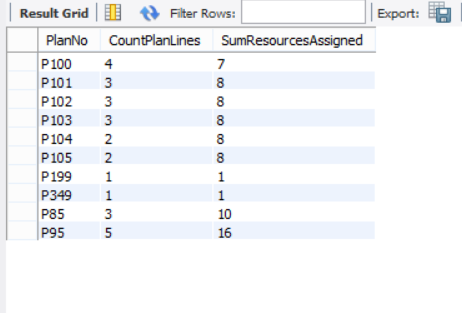 Result Grid Filter Rows: Export:
PlanNo CountPlanLines SumResourcesAssigned
P100 4 7
P101 3 8
P102 3 8
P103 3 8
P104 2 8
P105 2 8
P199 1 1
P349 1 1
P85 3 10
P95 5 16